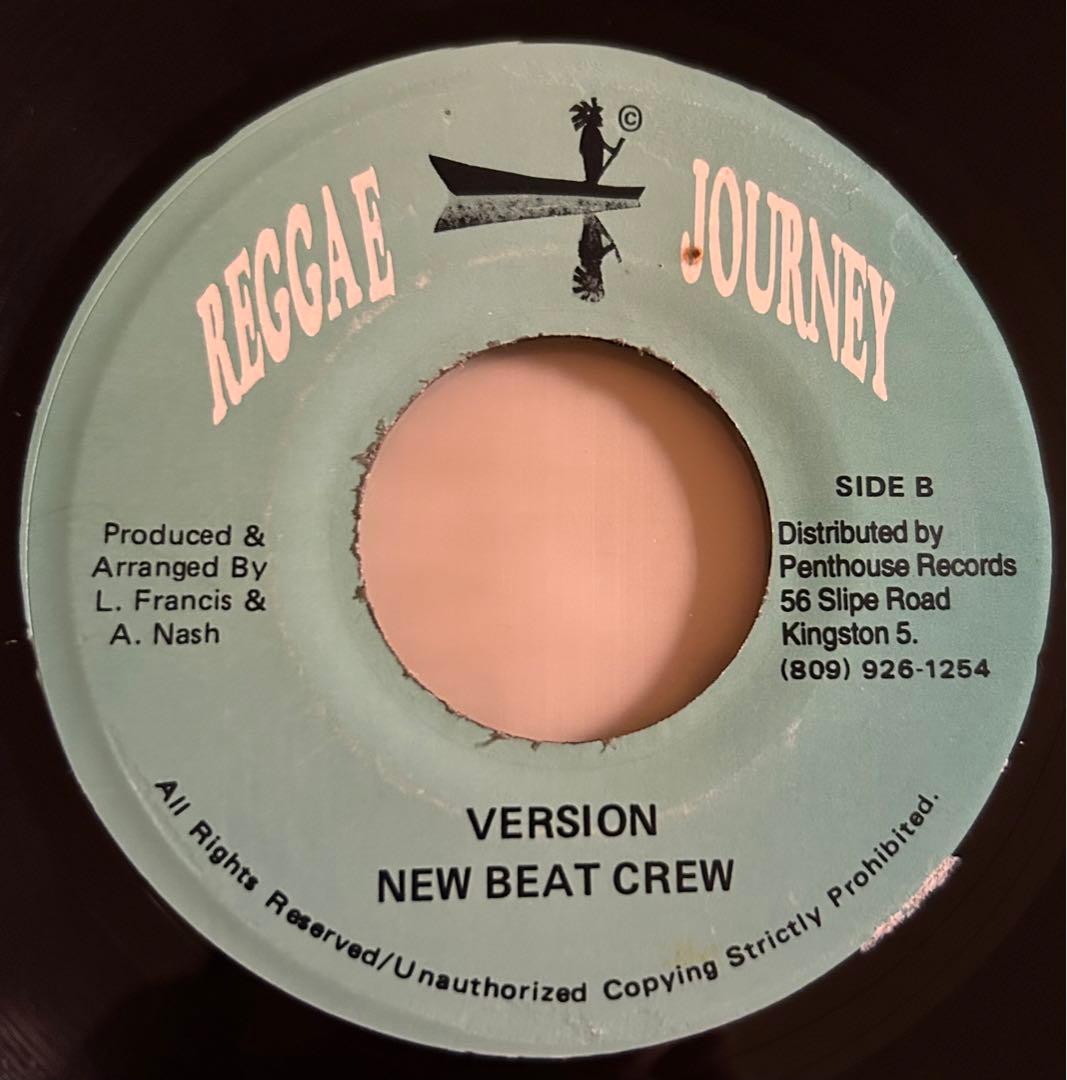 REGGAE JOURNEY
©
SIDE B
Produced &
Arranged By
L. Francis &
A. Nash
Distributed by
Penthouse Records
56 Slipe Road
Kingston 5.
(809) 926-1254
VERSION
NEW BEAT CREW
All Rights Reserved/Unauthorized Copying Strictly Prohibited.